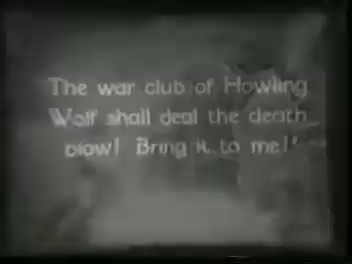 The war club of Howling
Wolf shall deal the death
blow! Bring it to me!"